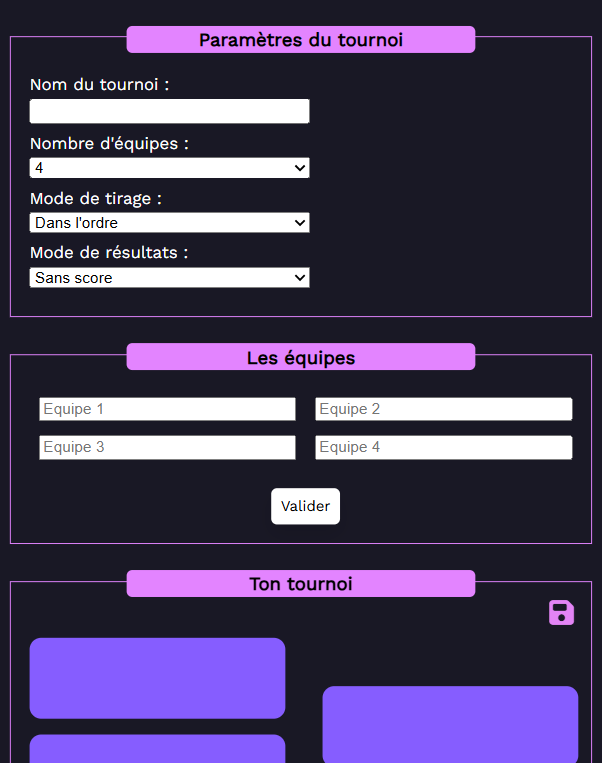 Paramètres du tournoi
Nom du tournoi :
Nombre d'équipes :
4
Mode de tirage :
Dans l'ordre
Mode de résultats :
Sans score
Les équipes
Equipe 1
Equipe 2
Equipe 3
Equipe 4
Valider
Ton tournoi